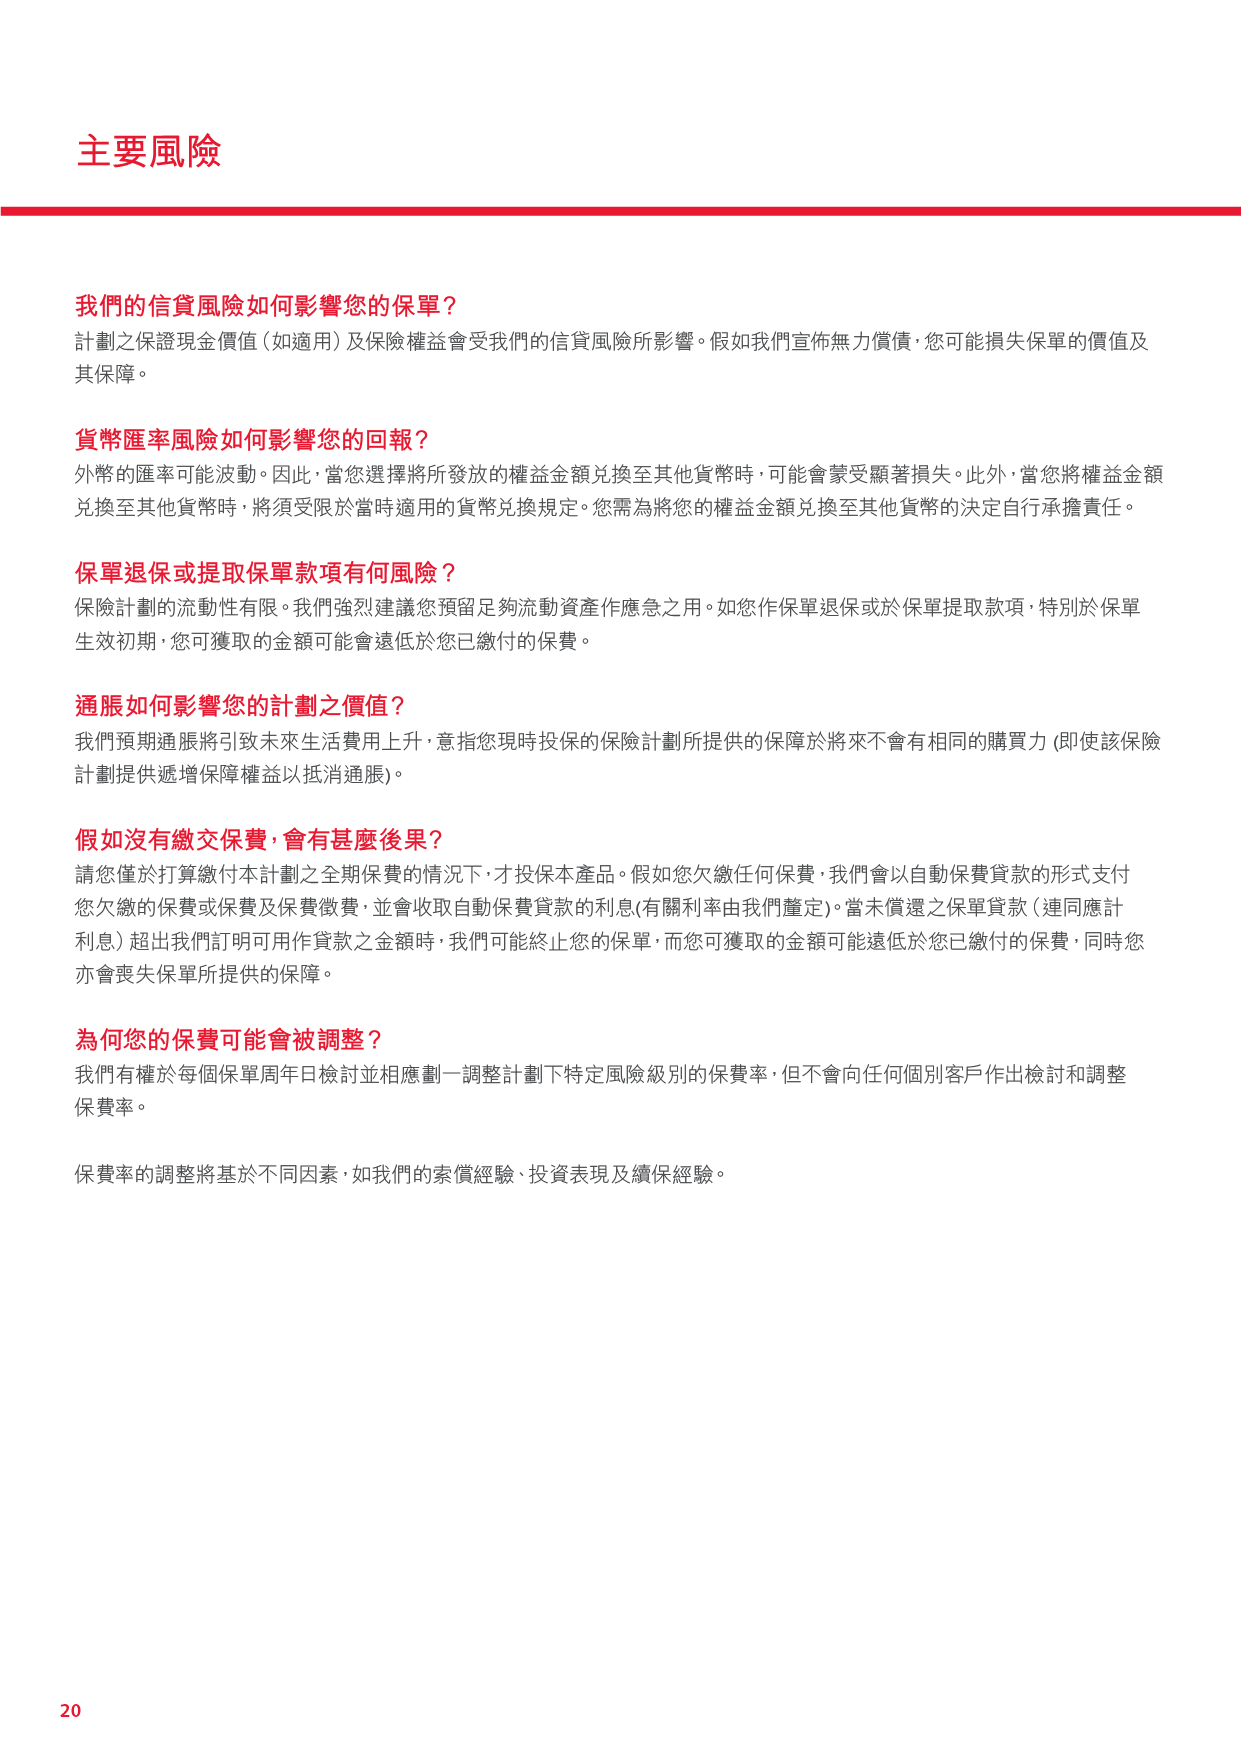 主要風險
我們的信貸風險如何影響您的保單？
計劃之保證現金價值（如適用）及保險權益會受我們的信貸風險所影響。假如我們宣佈無力償債，您可能損失保單的價值及
其保障。
貨幣匯率風險如何影響您的回報？
外幣的匯率可能波動。因此，當您選擇將所發放的權益金額兑換至其他貨幣時，可能會蒙受顯著損失。此外，當您將權益金額
兑換至其他貨幣時，將須受限於當時適用的貨幣兑換規定。您需為將您的權益金額兑換至其他貨幣的決定自行承擔責任。
保單退保或提取保單款項有何風險？
保險計劃的流動性有限。我們強烈建議您預留足夠流動資產作應急之用。如您作保單退保或於保單提取款項，特別於保單
生效初期，您可獲取的金額可能會遠低於您已繳付的保費。
通脹如何影響您的計劃之價值？
我們預期通脹將引致未來生活費用上升，意指您現時投保的保險計劃所提供的保障於將來不會有相同的購買力 (即使該保險
計劃提供遞增保障權益以抵消通脹)。
假如沒有繳交保費，會有甚麼後果？
請您僅於打算繳付本計劃之全期保費的情況下，才投保本產品。假如您欠繳任何保費，我們會以自動保費貸款的形式支付
您欠繳的保費或保費及保費徵費，並會收取自動保費貸款的利息(有關利率由我們釐定)。當未償還之保單貸款（連同應計
利息）超出我們訂明可用作貸款之金額時，我們可能終止您的保單，而您可獲取的金額可能遠低於您已繳付的保費，同時您
亦會喪失保單所提供的保障。
為何您的保費可能會被調整？
我們有權於每個保單周年日檢討並相應劃一調整計劃下特定風險級別的保費率，但不會向任何個別客戶作出檢討和調整
保費率。
保費率的調整將基於不同因素，如我們的索償經驗、投資表現及續保經驗。
20